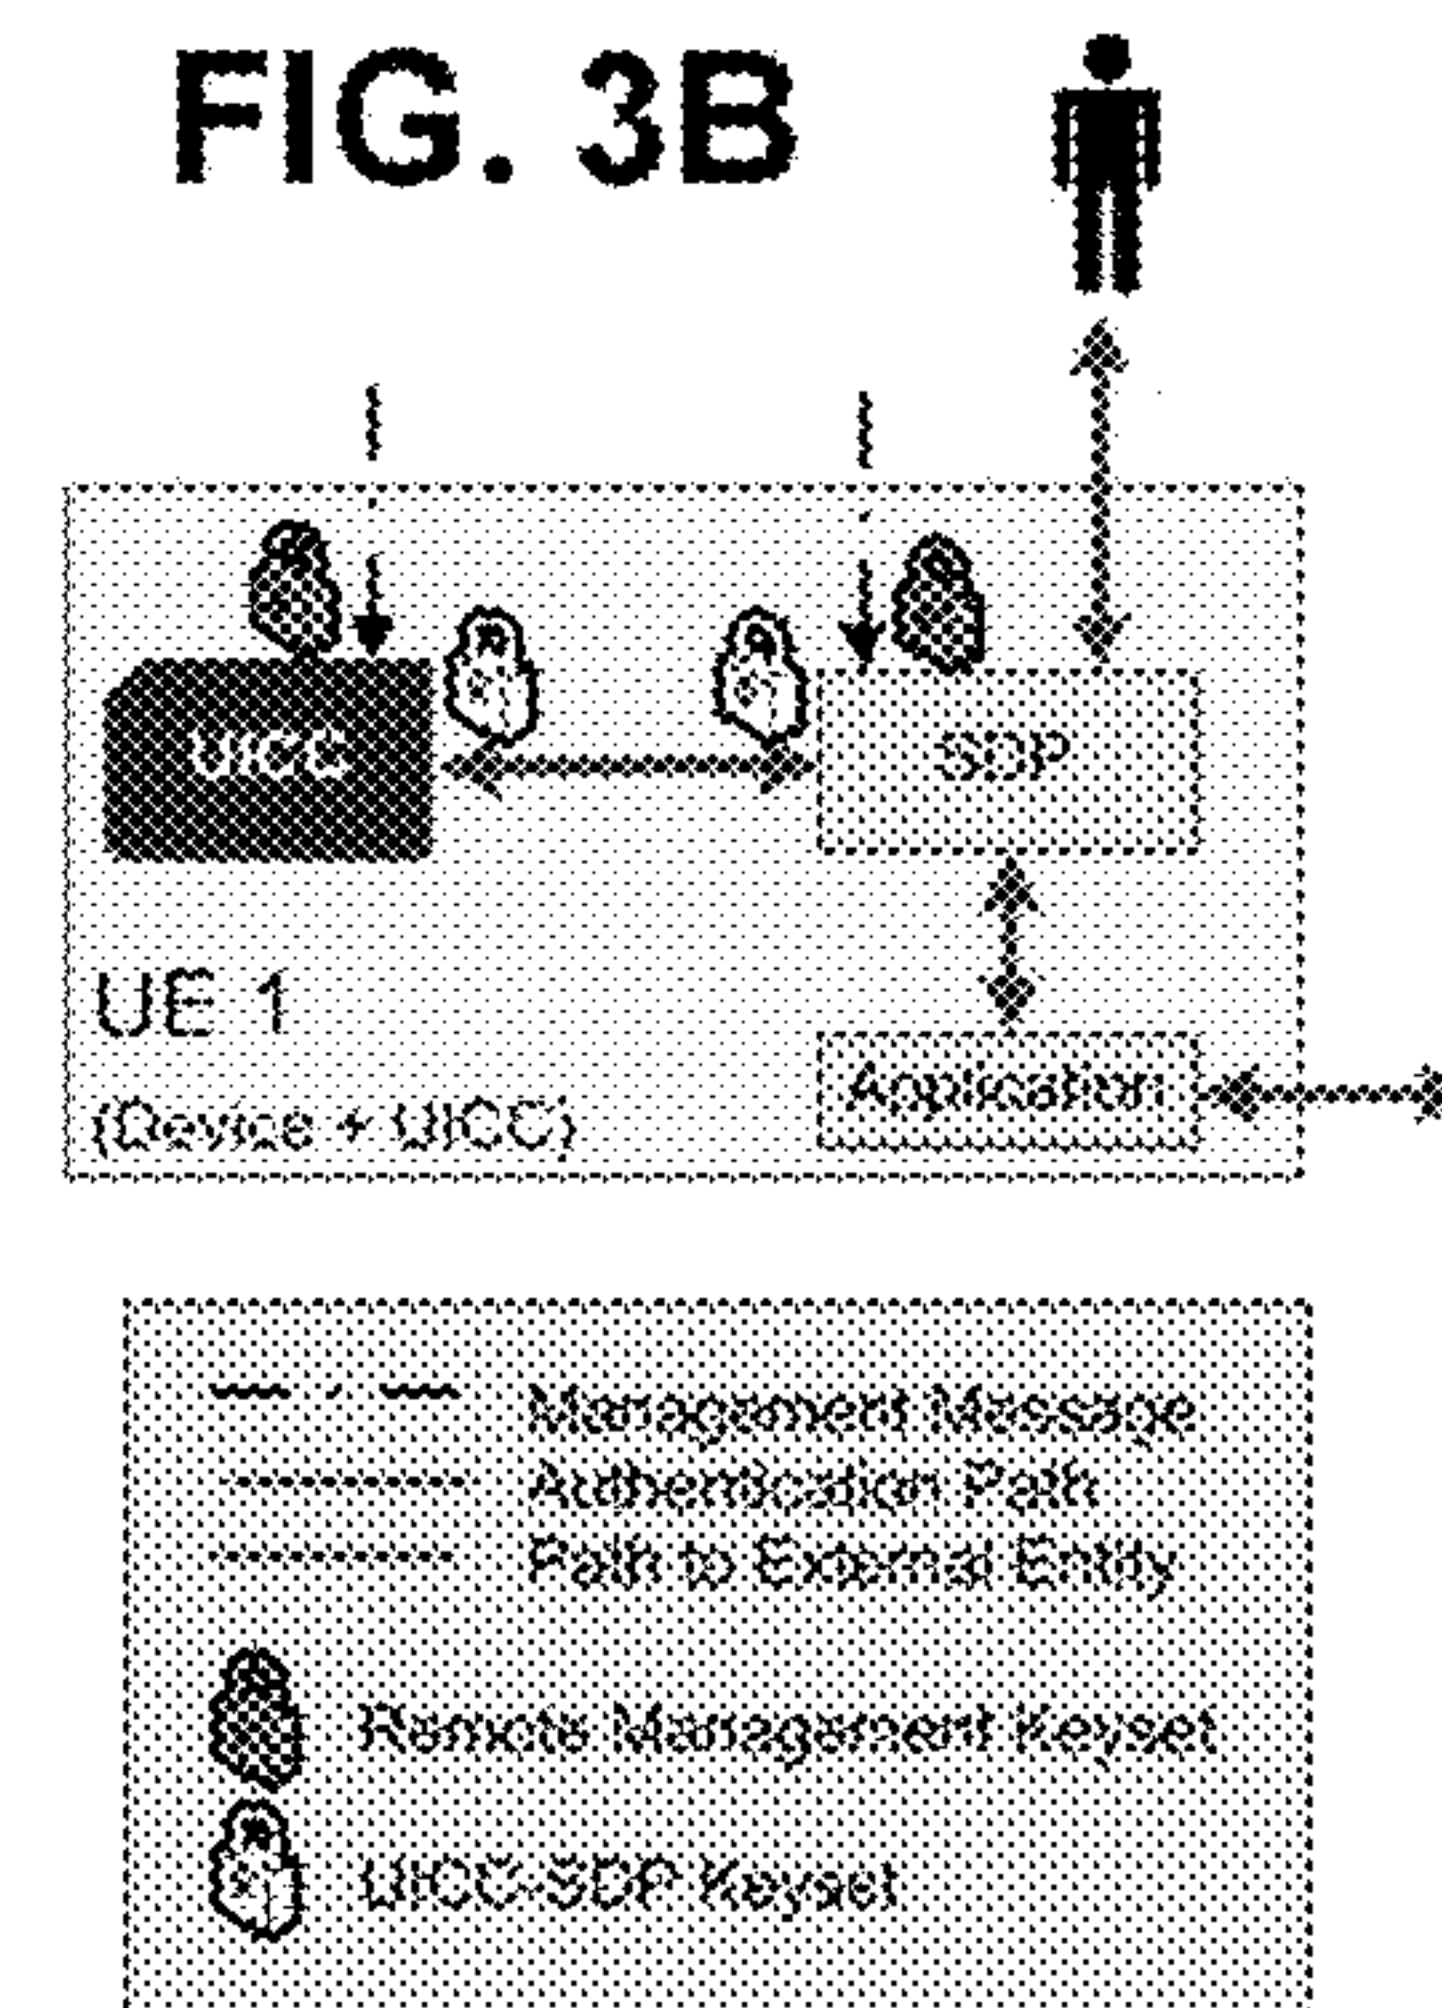 FIG. 3B
UICC
SDP
UE 1
Application
(Device + UICC)
Management Message
Authentication Path
Path to External Entity
Remote Management Keyset
UICC-SDP Keyset